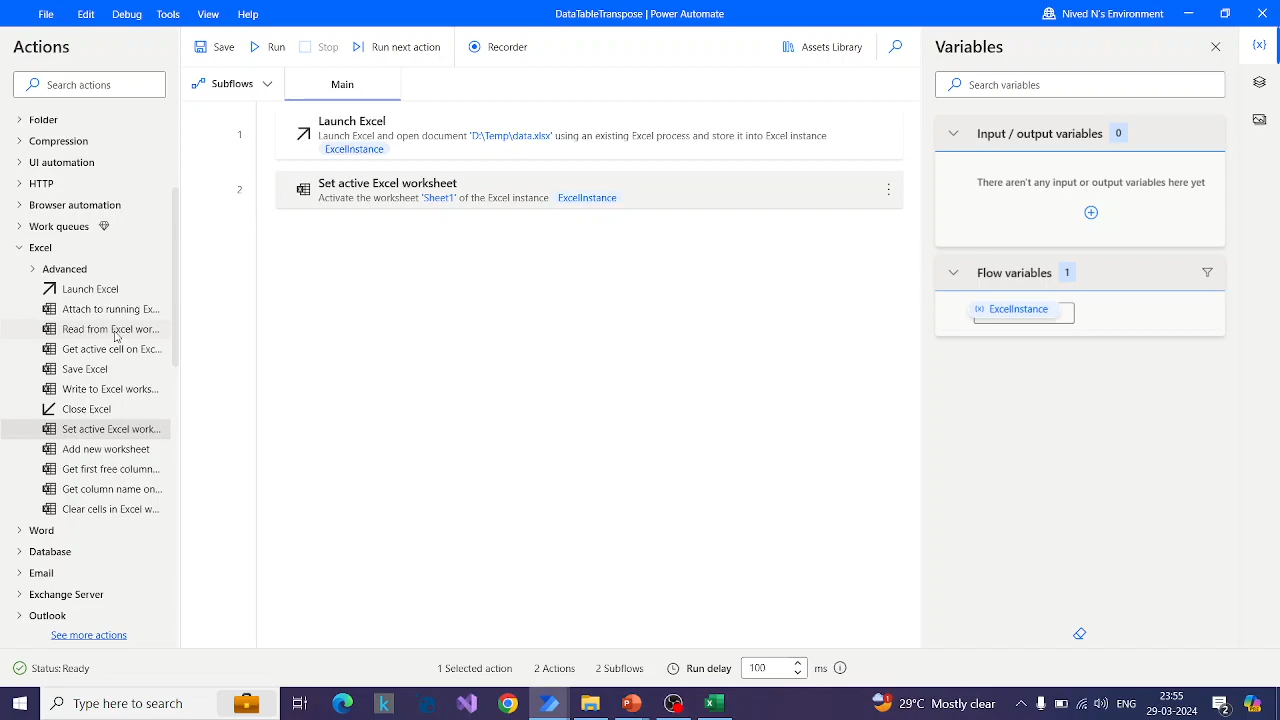 File Edit Debug Tools View Help DataTableTranspose | Power Automate Nived N's Environment
Actions
Search actions
Folder
Compression
UI automation
HTTP
Browser automation
Work queues
Excel
Advanced
Launch Excel
Attach to running Ex...
Read from Excel wor...
Get active cell on Exc...
Save Excel
Write to Excel works...
Close Excel
Set active Excel work...
Add new worksheet
Get first free column...
Get column name on...
Clear cells in Excel w...
Word
Database
Email
Exchange Server
Outlook
See more actions
Save Run Stop Run next action Recorder Assets Library
Subflows Main
1
Launch Excel
Launch Excel and open document 'D:\Temp\data.xlsx' using an existing Excel process and store it into Excel instance
ExcelInstance
2
Set active Excel worksheet
Activate the worksheet 'Sheet1' of the Excel instance ExcelInstance
Variables
{x}
Search variables
Input / output variables 0
There aren't any input or output variables here yet
Flow variables 1
{x} ExcelInstance
Status: Ready 1 Selected action 2 Actions 2 Subflows Run delay 100 ms
Type here to search
29°C Mostly clear
ENG
23:55
29-03-2024
2